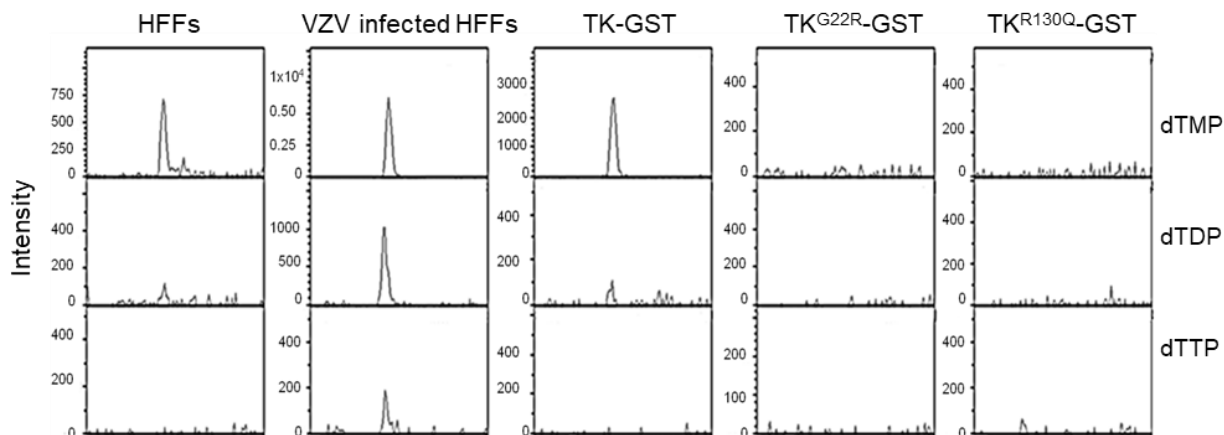 HFFs VZV infected HFFs TK-GST TK^G22R-GST TK^R130Q-GST
750 500 250 0
1x10⁴ 0.5 0.25 0
3000 2000 1000 0
400 200 0
400 200 0
dTMP
400 200 0
1000 500 0
400 200 0
400 200 0
400 200 0
dTDP
400 200 0
400 200 0
400 200 0
200 100 0
400 200 0
dTTP
Intensity